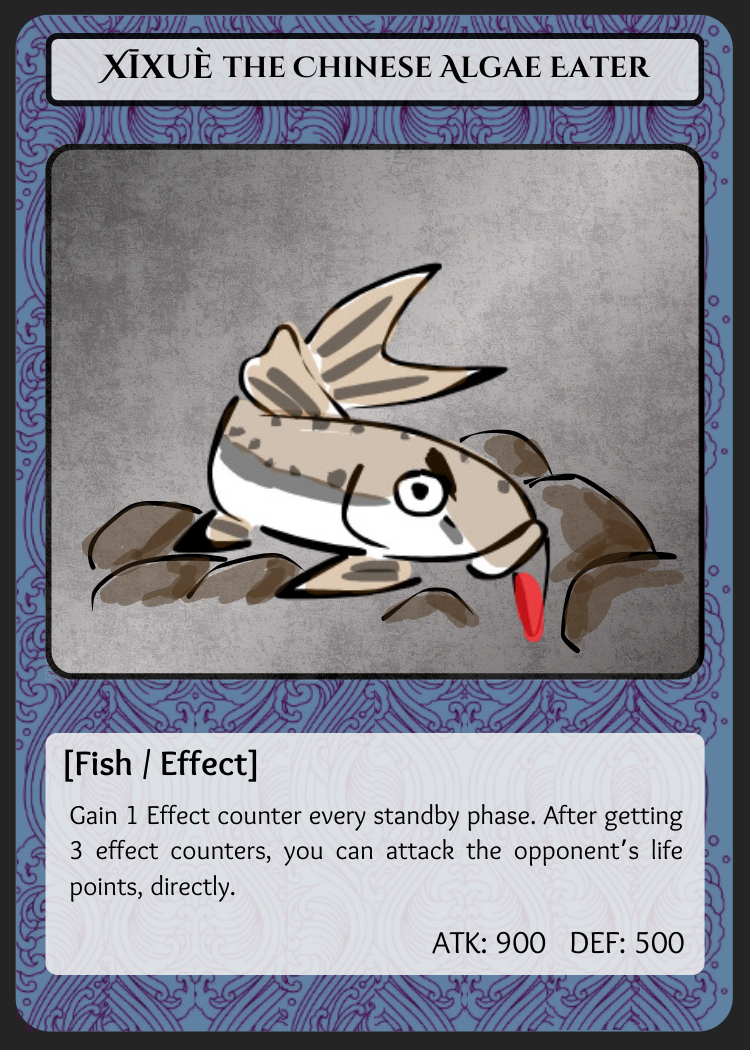 Xīxuè the Chinese Algae Eater
[Fish / Effect]
Gain 1 Effect counter every standby phase. After getting
3 effect counters, you can attack the opponent's life
points, directly.
ATK: 900 DEF: 500